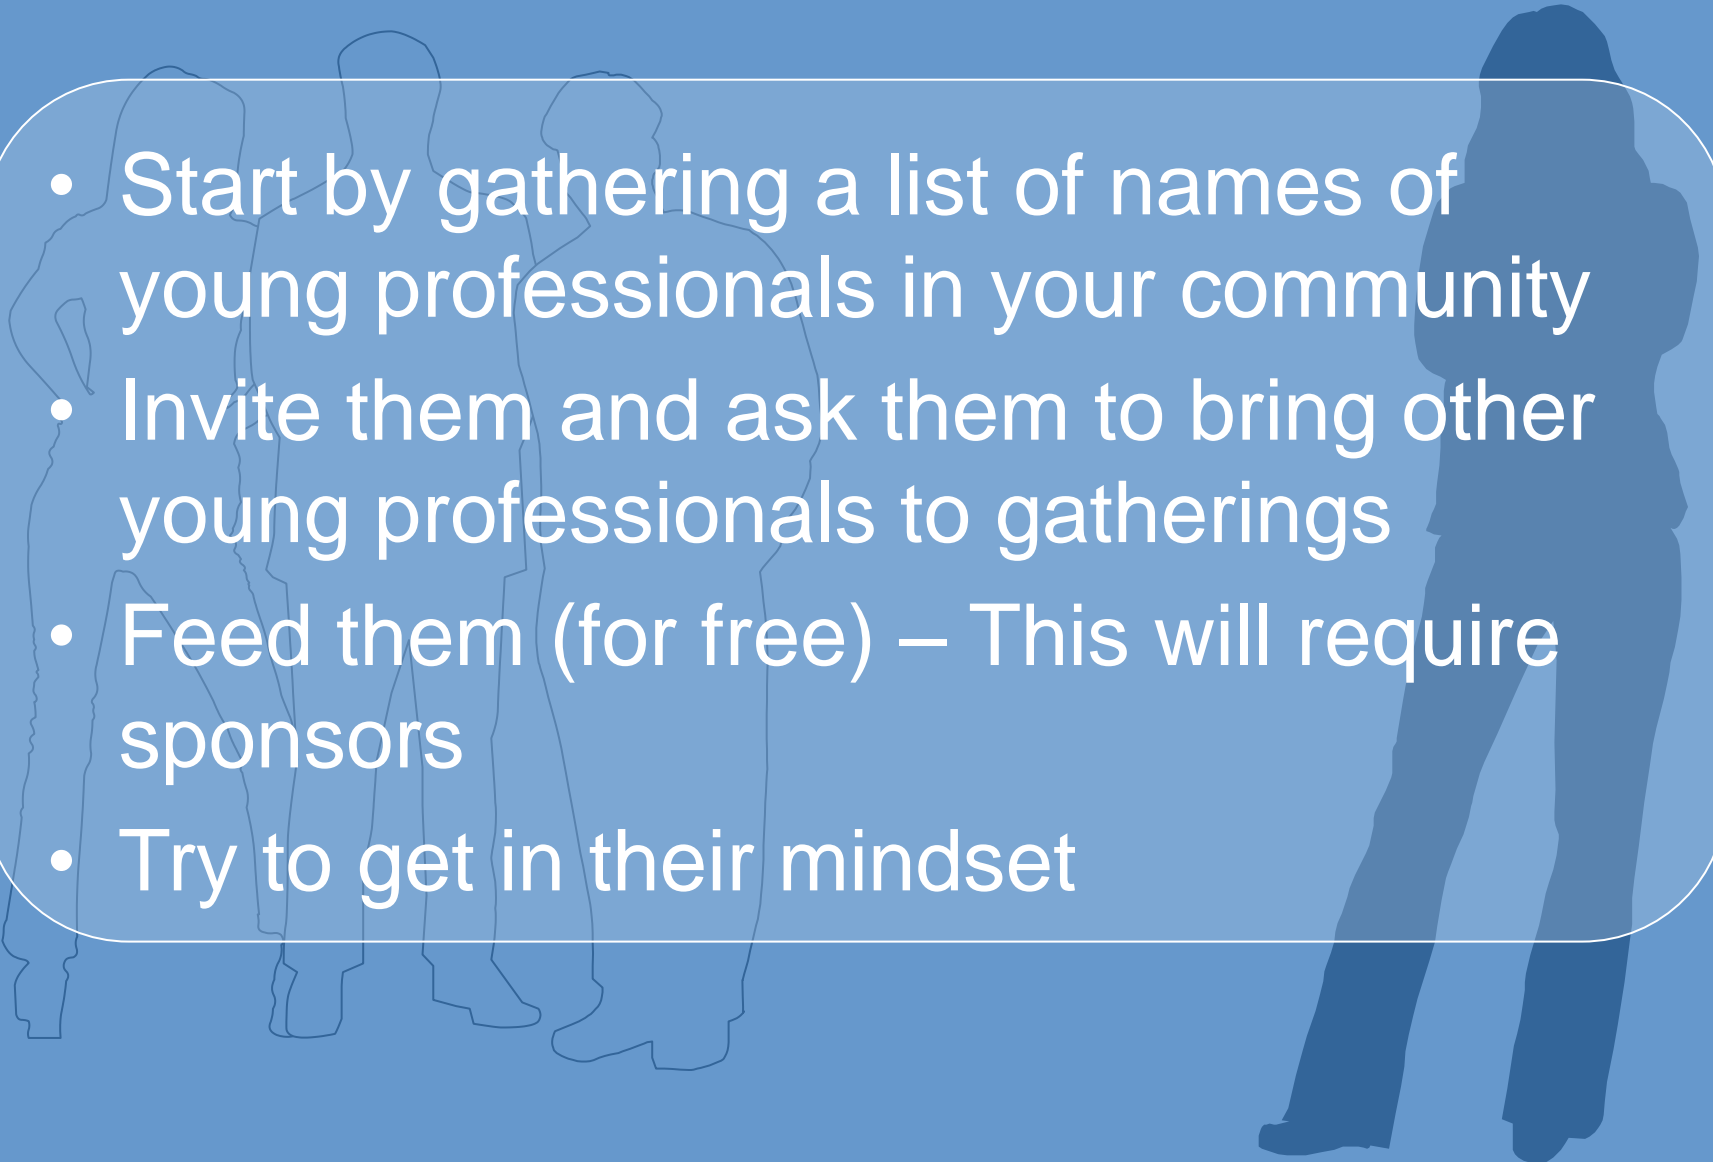 • Start by gathering a list of names of
young professionals in your community
• Invite them and ask them to bring other
young professionals to gatherings
• Feed them (for free) – This will require
sponsors
• Try to get in their mindset